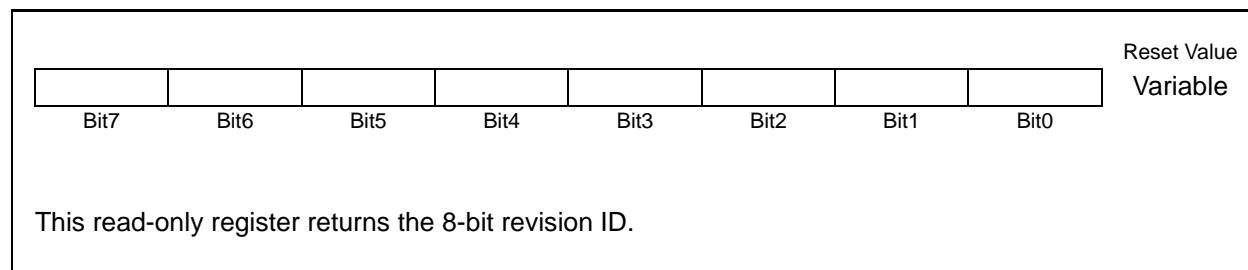 Reset Value
Variable
Bit7 Bit6 Bit5 Bit4 Bit3 Bit2 Bit1 Bit0
This read-only register returns the 8-bit revision ID.